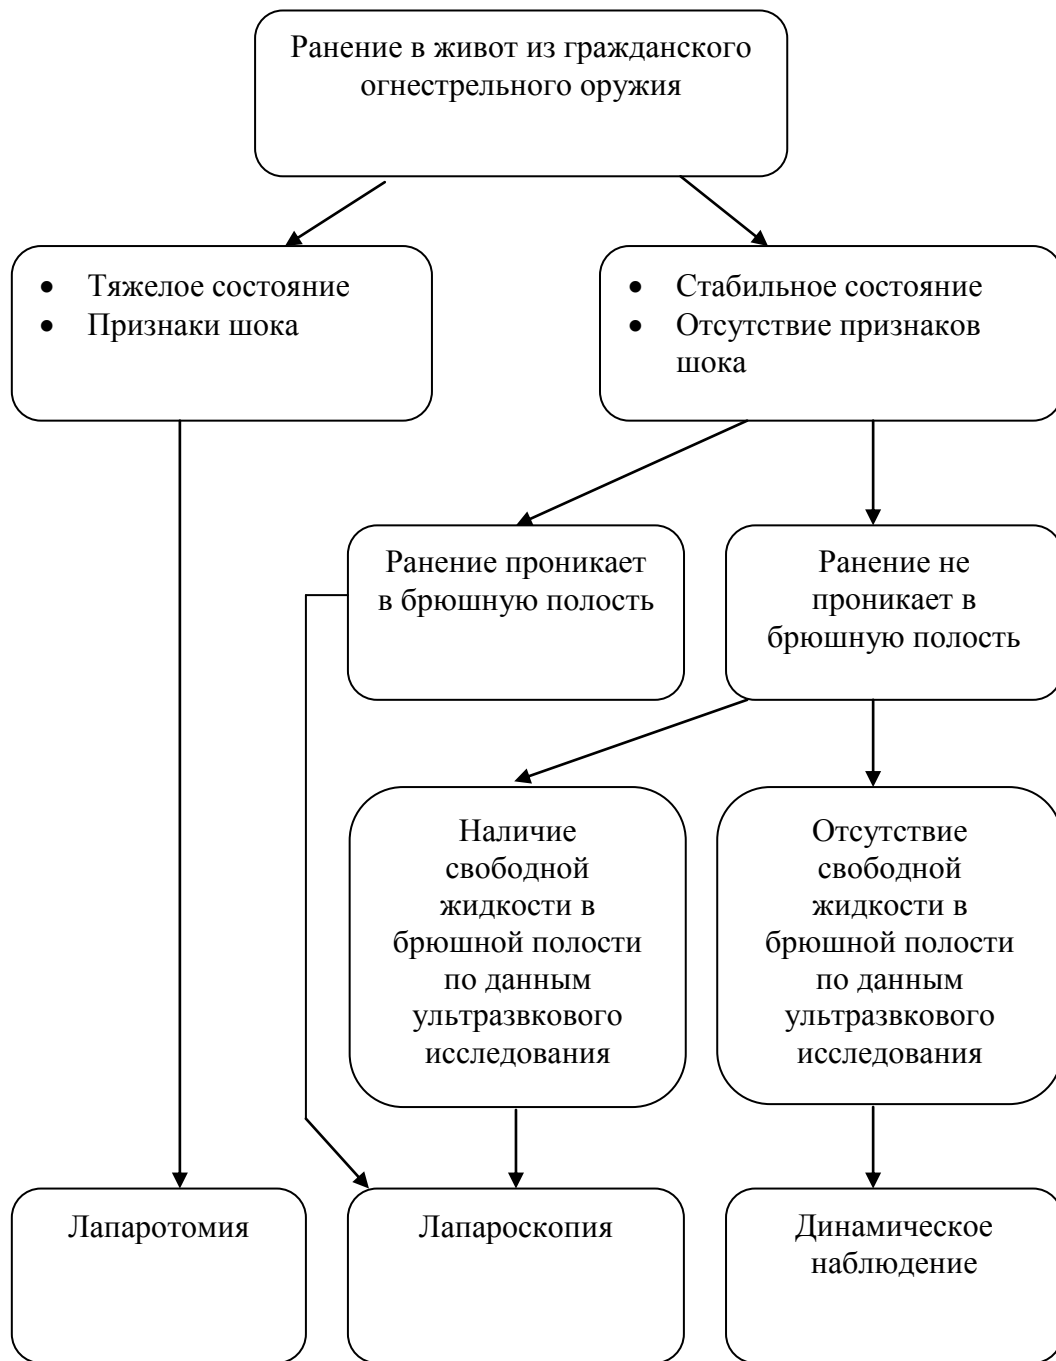 Ранение в живот из гражданского
огнестрельного оружия
• Тяжелое состояние
• Признаки шока
• Стабильное состояние
• Отсутствие признаков
шока
Ранение проникает
в брюшную полость
Ранение не
проникает в
брюшную полость
Наличие
свободной
жидкости в
брюшной полости
по данным
ультразвкового
исследования
Отсутствие
свободной
жидкости в
брюшной полости
по данным
ультразвкового
исследования
Лапаротомия
Лапароскопия
Динамическое
наблюдение